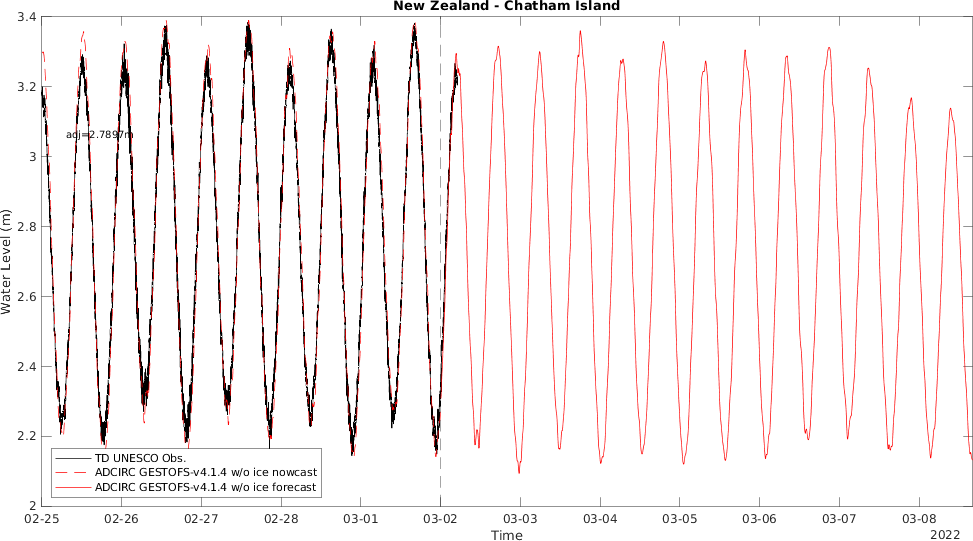 New Zealand - Chatham Island
3.4
3.2
3
2.8
2.6
2.4
2.2
2
Water Level (m)
adj=2.7897m
TD UNESCO Obs.
ADCIRC GESTOFS-v4.1.4 w/o ice nowcast
ADCIRC GESTOFS-v4.1.4 w/o ice forecast
02-25 02-26 02-27 02-28 03-01 03-02 03-03 03-04 03-05 03-06 03-07 03-08
Time
2022